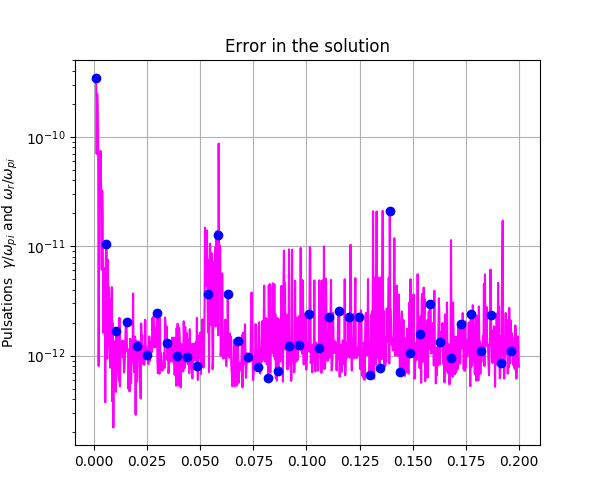 Error in the solution
Pulsations γ/ω_pi and ω_r/ω_pi
10⁻¹⁰
10⁻¹¹
10⁻¹²
0.000 0.025 0.050 0.075 0.100 0.125 0.150 0.175 0.200